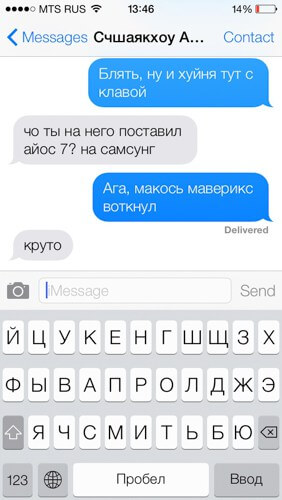 MTS RUS 13:46 14%
Messages Счшаякхоу А... Contact
Блять, ну и хуйня тут с
клавой
чо ты на него поставил
айос 7? на самсунг
Ага, макось маверикс
воткнул
Delivered
круто
iMessage Send
Й Ц У К Е Н Г Ш Щ З Х
Ф Ы В А П Р О Л Д Ж Э
Я Ч С М И Т Ь Б Ю
123 Пробел Ввод